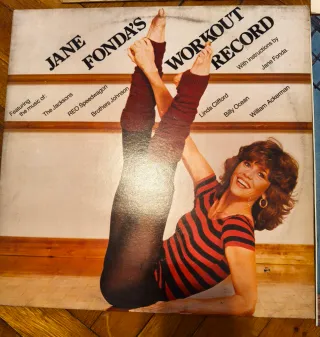 JANE FONDA'S WORKOUT RECORD
With instructions by
Jane Fonda
Featuring
the music of:
The Jacksons
REO Speedwagon
Brothers Johnson
Linda Clifford
Billy Ocean
William Ackerman